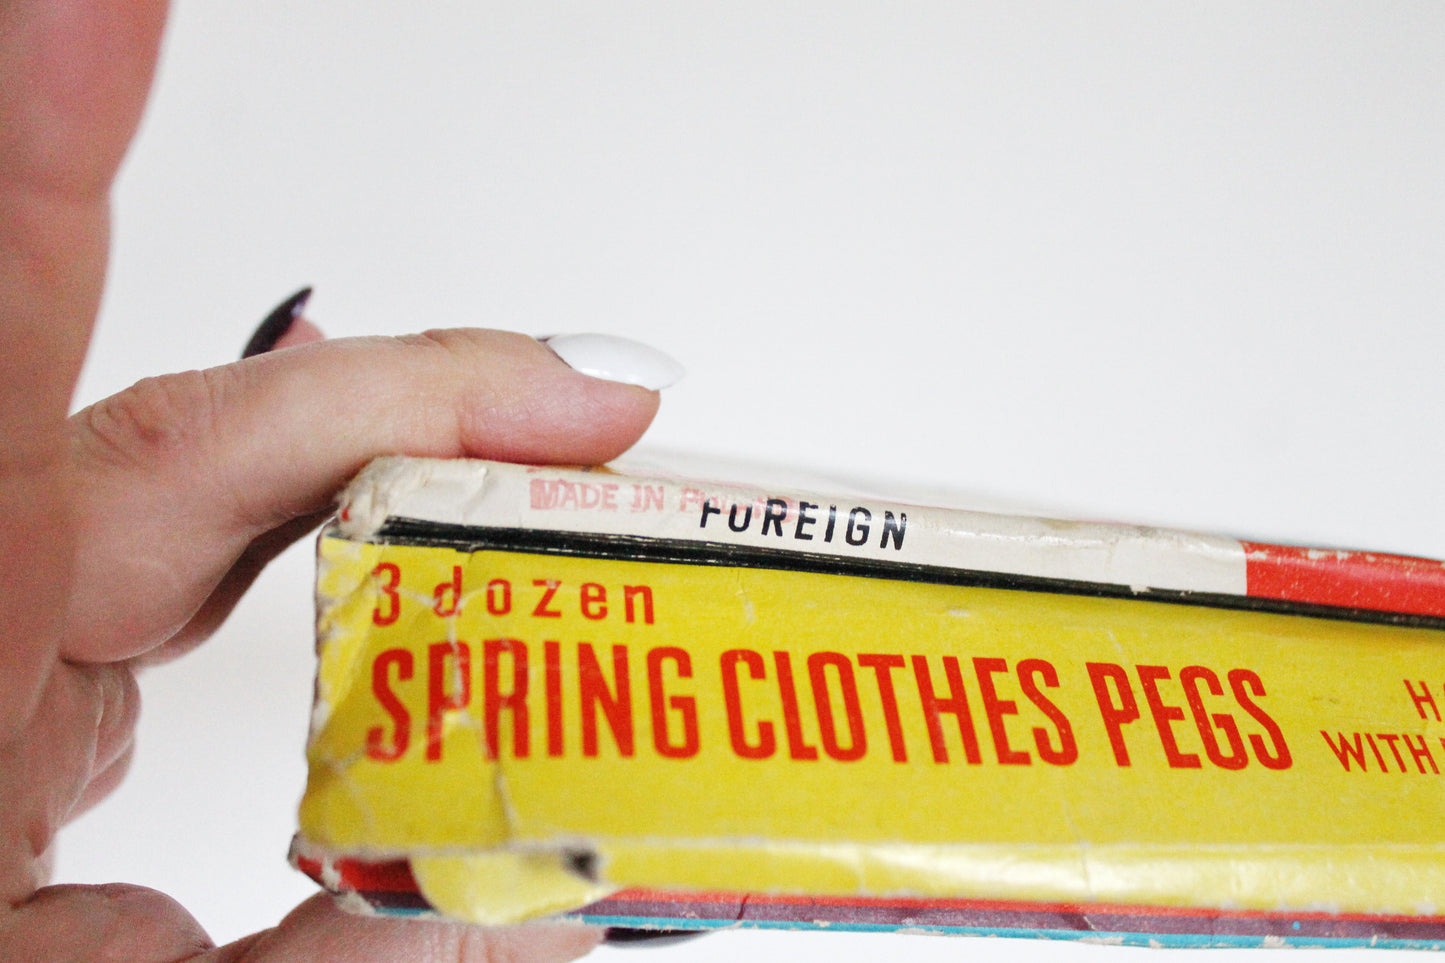 MADE IN
FOREIGN
3 dozen
SPRING CLOTHES PEGS
WITH